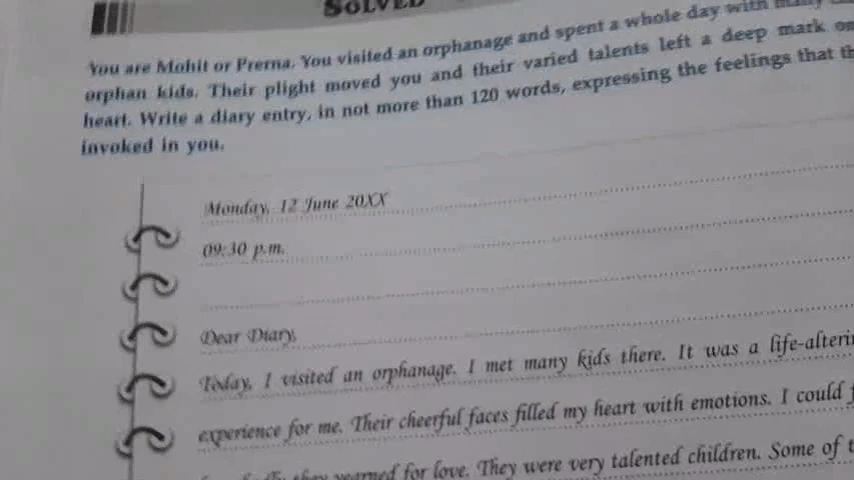 SOLVED
You are Mohit or Prerna. You visited an orphanage and spent a whole day with many
orphan kids. Their plight moved you and their varied talents left a deep mark on
heart. Write a diary entry, in not more than 120 words, expressing the feelings that
invoked in you.
Monday, 12 June 20XX
09:30 p.m.
Dear Diary,
Today, I visited an orphanage. I met many kids there. It was a life-alterin
experience for me. Their cheerful faces filled my heart with emotions. I could
they yearned for love. They were very talented children. Some of